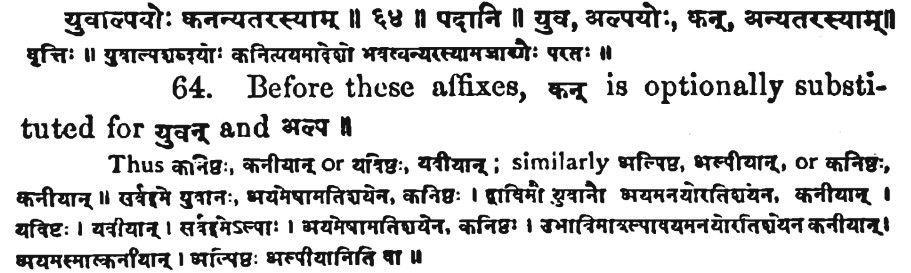 युवाल्पयोः कनन्यतरस्याम् ॥ ६४ ॥ पदानि ॥ युव, अल्पयोः, कन्, अन्यतरस्याम्॥
वृत्तिः ॥ युवाल्पशब्दयोः कनित्ययमादेशो भवत्यन्यरस्यामजाद्योः परतः ॥
64. Before these affixes, कन् is optionally substi-
tuted for युवन् and अल्प ॥
Thus कनिष्ठः, कनीयान् or यविष्ठः, यवीयान् ; similarly अल्पिष्ठ, अल्पीयान्, or कनिष्ठः,
कनीयान् ॥ सर्वइमे युवानः, अयमेषामतिशयेन, कनिष्ठः । द्वाविमौ युवानौ अयमनयोरतिशयेन, कनीयान् ।
यविष्टः । यवीयान् । सर्वइमेऽल्पाः । अयमेषामतिशयेन, कनिष्ठः । उभाविमावल्पावयमनयोरतिशयेन कनीयान्।
अयमस्मात्कनीयान् । अल्पिष्ठः अल्पीयानिति वा ॥